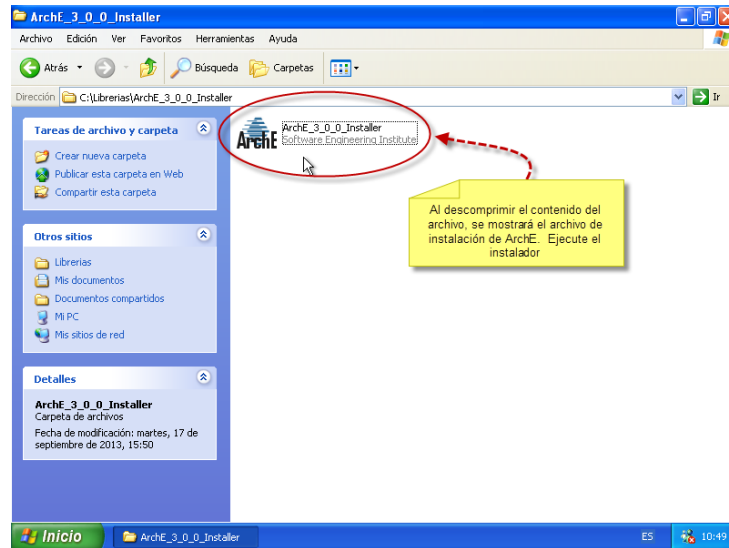 ArchE_3_0_0_Installer
Archivo Edición Ver Favoritos Herramientas Ayuda
Atrás Búsqueda Carpetas
Dirección C:\Librerias\ArchE_3_0_0_Installer Ir
Tareas de archivo y carpeta
Crear nueva carpeta
Publicar esta carpeta en Web
Compartir esta carpeta
Otros sitios
Librerias
Mis documentos
Documentos compartidos
Mi PC
Mis sitios de red
Detalles
ArchE_3_0_0_Installer
Carpeta de archivos
Fecha de modificación: martes, 17 de
septiembre de 2013, 15:50
ArchE
ArchE_3_0_0_Installer
Software Engineering Institute
Al descomprimir el contenido del
archivo, se mostrará el archivo de
instalación de ArchE. Ejecute el
instalador
Inicio ArchE_3_0_0_Installer ES 10:49